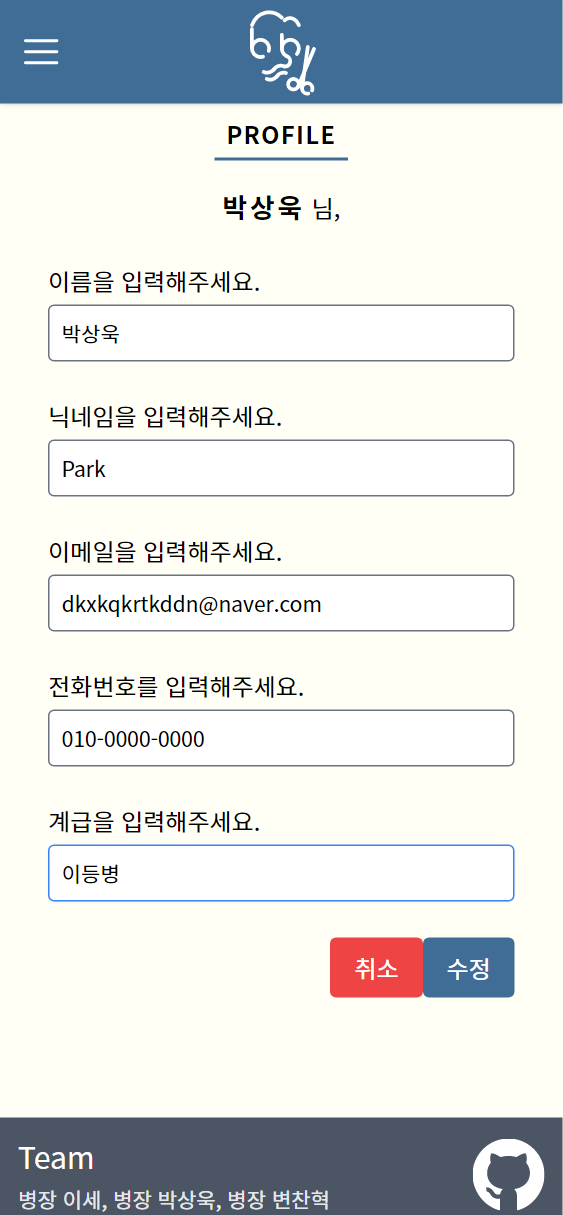 PROFILE
박상욱 님,
이름을 입력해주세요.
박상욱
닉네임을 입력해주세요.
Park
이메일을 입력해주세요.
dkxkqkrtkddn@naver.com
전화번호를 입력해주세요.
010-0000-0000
계급을 입력해주세요.
이등병
취소 수정
Team
병장 이세, 병장 박상욱, 병장 변찬혁